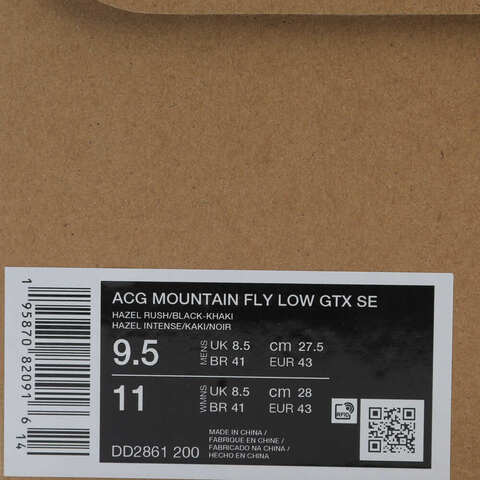 ACG MOUNTAIN FLY LOW GTX SE
HAZEL RUSH/BLACK-KHAKI
HAZEL INTENSE/KAKI/NOIR
9.5 MENS UK 8.5 cm 27.5
BR 41 EUR 43
11 WMNS UK 8.5 cm 28
BR 41 EUR 43
MADE IN CHINA /
FABRIQUE EN CHINE /
FABRICADO NA CHINA /
HECHO EN CHINA
DD2861 200
RFID
1 95870 82091 6 14